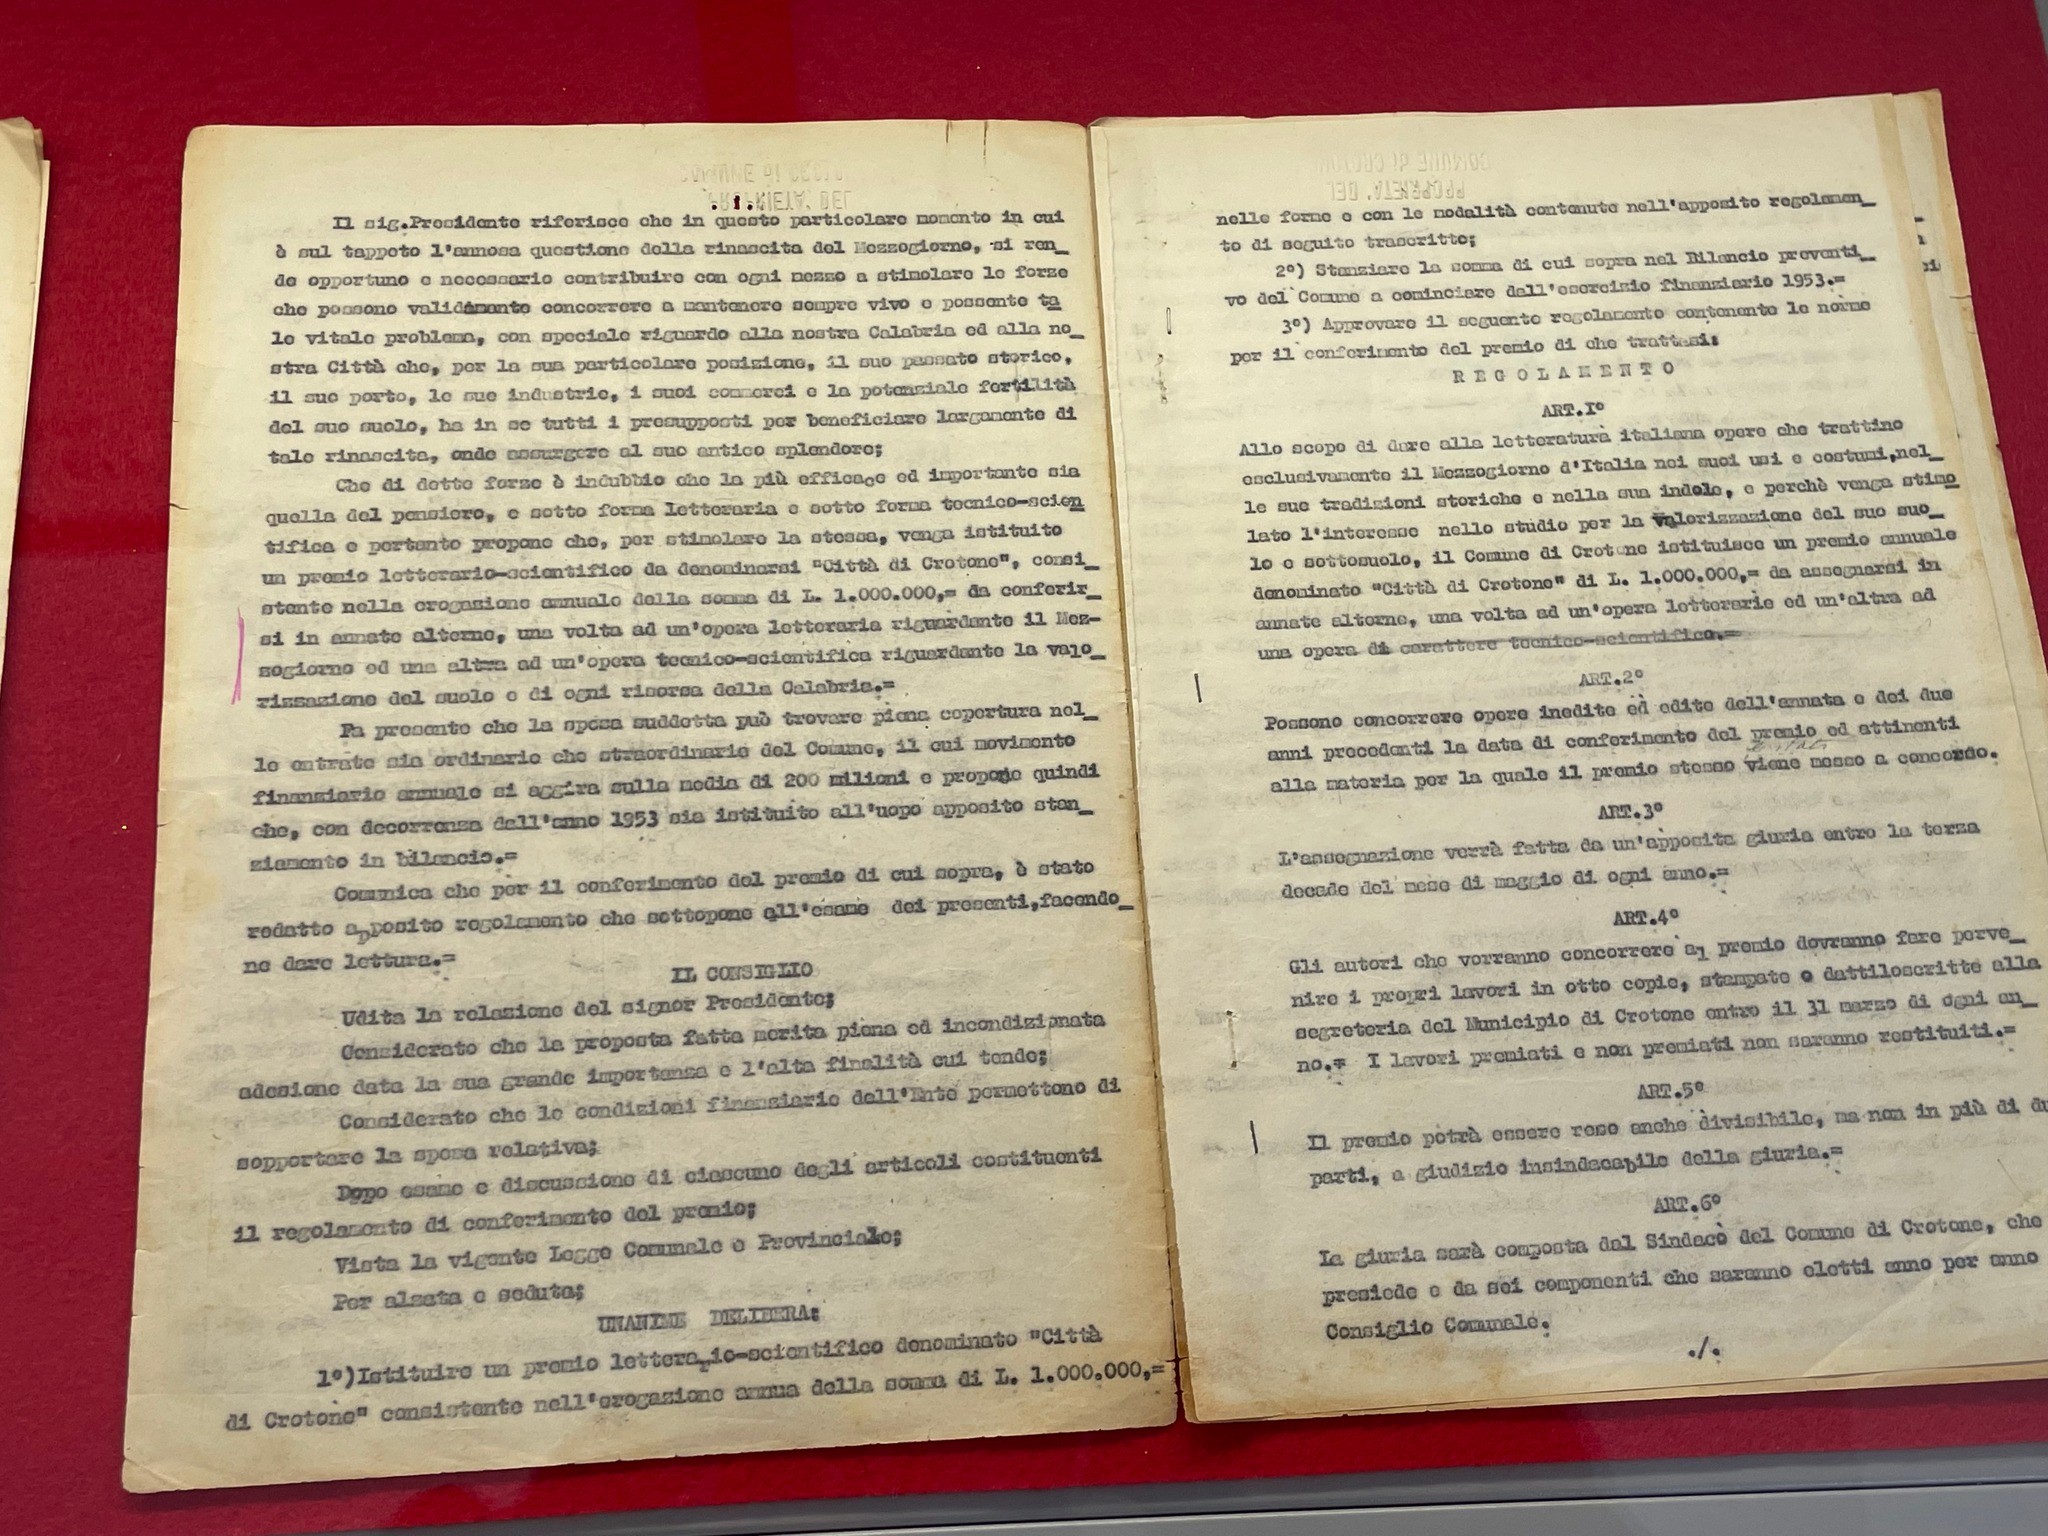 Il sig.Presidente riferisce che in questo particolare momento in cui
è sul tappeto l'annosa questione della rinascita del Mezzogiorno, si ren_
de opportuno e necessario contribuire con ogni mezzo a stimolare le forze
che possono validamente concorrere a mantenere sempre vivo e possente ta
le vitale problema, con speciale riguardo alla nostra Calabria ed alla no_
stra Città che, per la sua particolare posizione, il suo passato storico,
il suo porto, le sue industrie, i suoi commerci e la potenziale fertilità
del suo suolo, ha in se tutti i presupposti per beneficiare largamente di
tale rinascita, onde assurgere al suo antico splendore;
Che di dette forze è indubbio che la più efficace ed importante sia
quella del pensiero, e sotto forma letteraria e sotto forma tecnico-scien
tifica e pertanto propone che, per stimolare la stessa, venga istituito
un premio letterario-scientifico da denominarsi "Città di Crotone", consi_
stente nella erogazione annuale della somma di L. 1.000.000,= da conferir_
si in annate alterne, una volta ad un'opera letteraria riguardante il Mez-
zogiorno ed una altra ad un'opera tecnico-scientifica riguardante la valo_
rizzazione del suolo e di ogni risorsa della Calabria.=
Fa presente che la spesa suddetta può trovare piena copertura nel_
le entrate sia ordinarie che straordinarie del Comune, il cui movimento
finanziario annuale si aggira sulla media di 200 milioni e propone quindi
che, con decorrenza dall'anno 1953 sia istituito all'uopo apposito stan_
ziamento in bilancio.=
Comunica che per il conferimento del premio di cui sopra, è stato
redatto apposito regolamento che sottopone all'esame dei presenti,facendo_
ne dare lettura.=
IL CONSIGLIO
Udita la relazione del signor Presidente;
Considerato che la proposta fatta merita piena ed incondizionata
adesione data la sua grande importanza e l'alta finalità cui tende;
Considerato che le condizioni finanziarie dell'Ente permettono di
sopportare la spesa relativa;
Dopo esame e discussione di ciascuno degli articoli costituenti
il regolamento di conferimento del premio;
Vista la vigente Legge Comunale e Provinciale;
Per alzata e seduta;
UNANIME DELIBERA:
1°)Istituire un premio letterario-scientifico denominato "Città
di Crotone" consistente nell'erogazione annua della somma di L. 1.000.000,=
COMUNE di CROTONE
PROPRIETA' DEL
nelle forme e con le modalità contenute nell'apposito regolamen_
to di seguito trascritto;
2°) Stanziare la somma di cui sopra nel Bilancio preventi_
vo del Comune a cominciare dall'esercizio finanziario 1953.=
3°) Approvare il seguente regolamento contenente le norme
per il conferimento del premio di che trattasi:
REGOLAMENTO
ART.I°
Allo scopo di dare alla letteratura italiana opere che trattino
esclusivamente il Mezzogiorno d'Italia nei suoi usi e costumi,nel_
le sue tradizioni storiche e nella sua indole, e perchè venga stimo
lato l'interesse nello studio per la valorizzazione del suo suo_
lo e sottosuolo, il Comune di Crotone istituisce un premio annuale
denominato "Città di Crotone" di L. 1.000.000,= da assegnarsi in
annate alterne, una volta ad un'opera letterarie ed un'altra ad
una opera di carattere tecnico-scientifico.=
ART.2°
Possono concorrere opere inedite ed edite dell'annata e dei due
anni precedenti la data di conferimento del premio ed attinenti
alla materia per la quale il premio stesso viene messo a concorso.
ART.3°
L'assegnazione verrà fatta da un'apposita giuria entro la terza
decade del mese di maggio di ogni anno.=
ART.4°
Gli autori che vorranno concorrere al premio dovranno fare perve_
nire i propri lavori in otto copie, stampate o dattiloscritte alla
segreteria del Municipio di Crotone entro il 31 marzo di ogni an_
no.= I lavori premiati e non premiati non saranno restituiti.=
ART.5°
Il premio potrà essere reso anche divisibile, ma non in più di du
parti, a giudizio insindacabile della giuria.=
ART.6°
La giuria sarà composta dal Sindaco del Comune di Crotone, che
presiede e da sei componenti che saranno eletti anno per anno
Consiglio Comunale.
./.